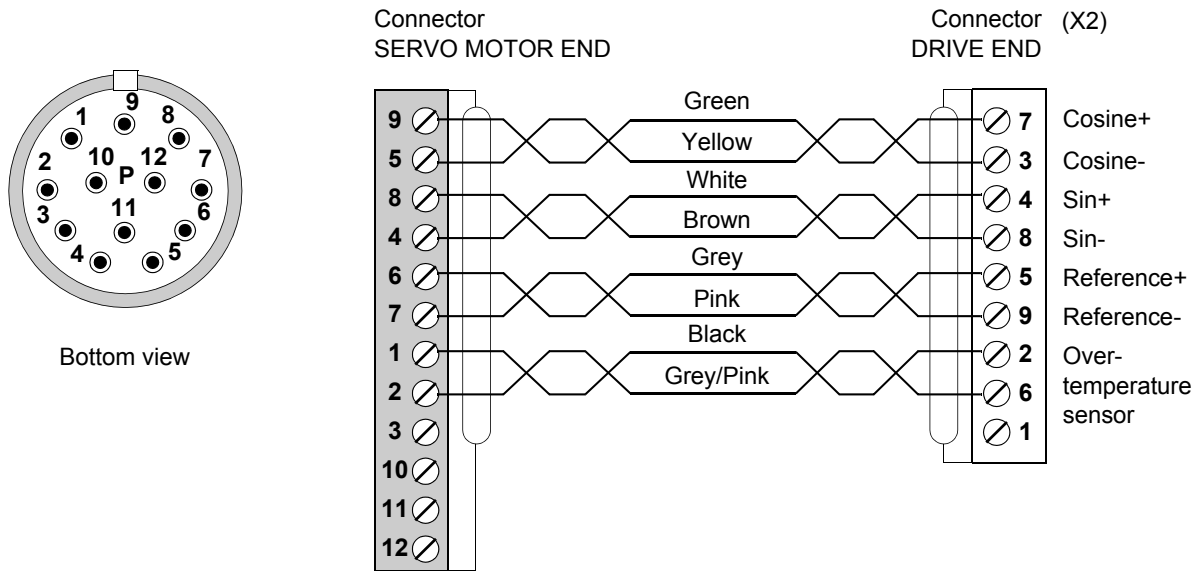 Connector
SERVO MOTOR END
Connector (X2)
DRIVE END
1
9
8
2
10
P
12
7
3
11
6
4
5
Bottom view
9 Green 7 Cosine+
5 Yellow 3 Cosine-
8 White 4 Sin+
4 Brown 8 Sin-
6 Grey 5 Reference+
7 Pink 9 Reference-
1 Black 2 Over-
2 Grey/Pink 6 temperature
3 1 sensor
10
11
12